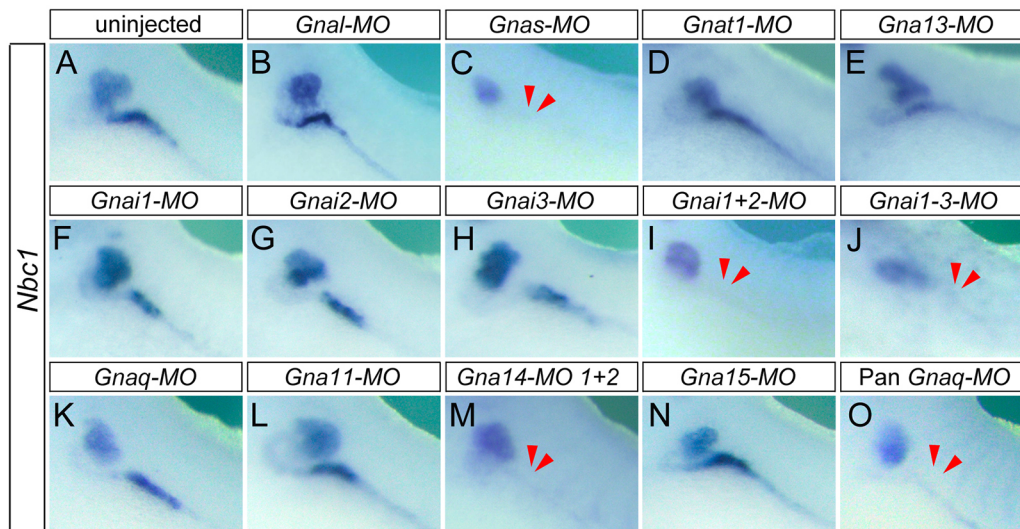 uninjected Gnal-MO Gnas-MO Gnat1-MO Gna13-MO
A B C D E
Nbc1
Gnai1-MO Gnai2-MO Gnai3-MO Gnai1+2-MO Gnai1-3-MO
F G H I J
Gnaq-MO Gna11-MO Gna14-MO 1+2 Gna15-MO Pan Gnaq-MO
K L M N O